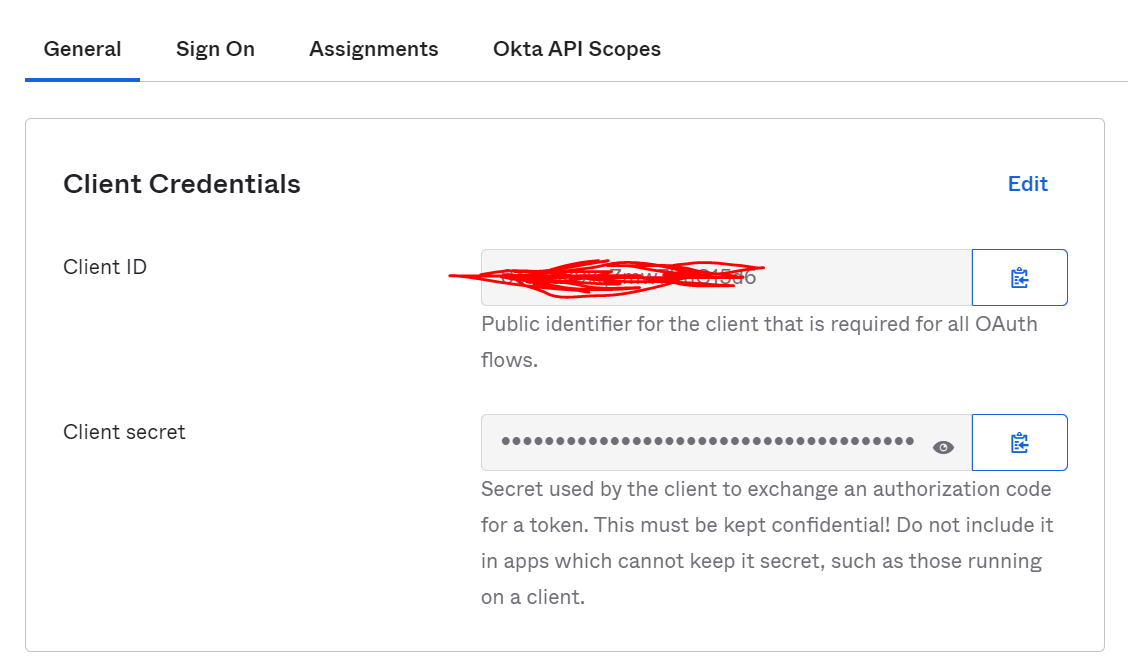 General
Sign On
Assignments
Okta API Scopes
Client Credentials
Edit
Client ID
Public identifier for the client that is required for all OAuth
flows.
Client secret
••••••••••••••••••••••••••••••••••••••
Secret used by the client to exchange an authorization code
for a token. This must be kept confidential! Do not include it
in apps which cannot keep it secret, such as those running
on a client.